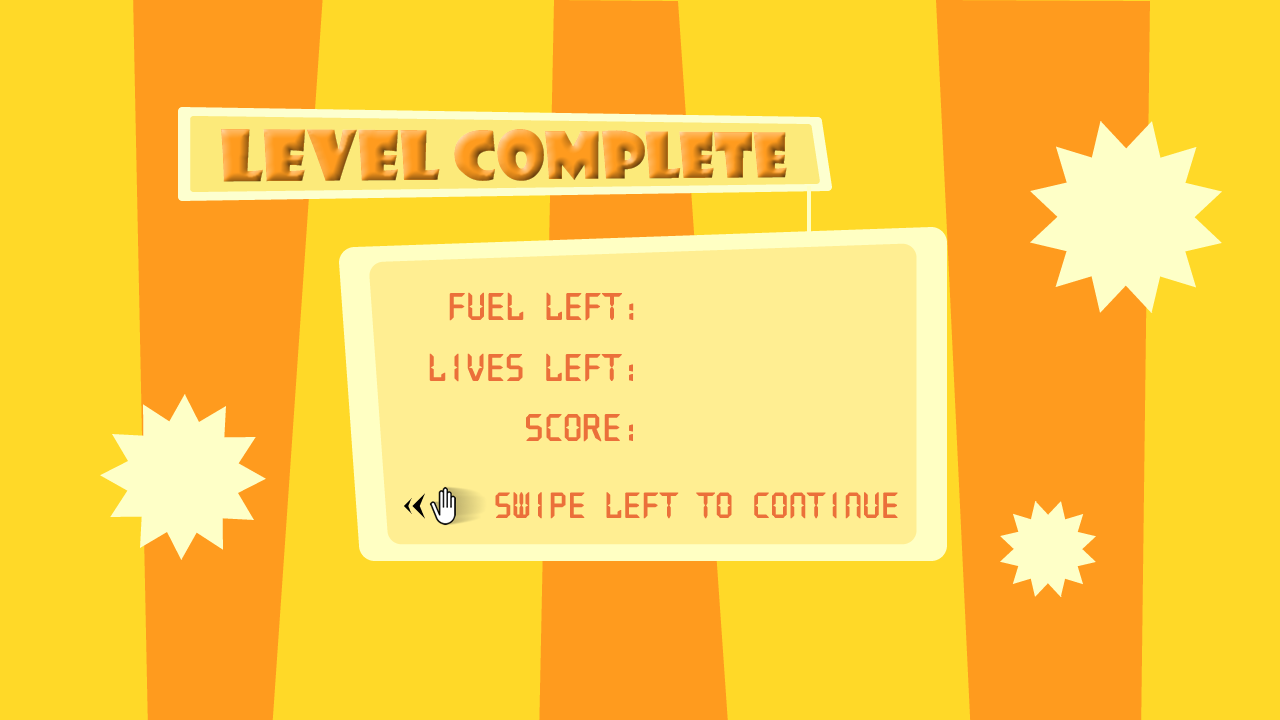 LEVEL COMPLETE
FUEL LEFT:
LIVES LEFT:
SCORE:
SWIPE LEFT TO CONTINUE